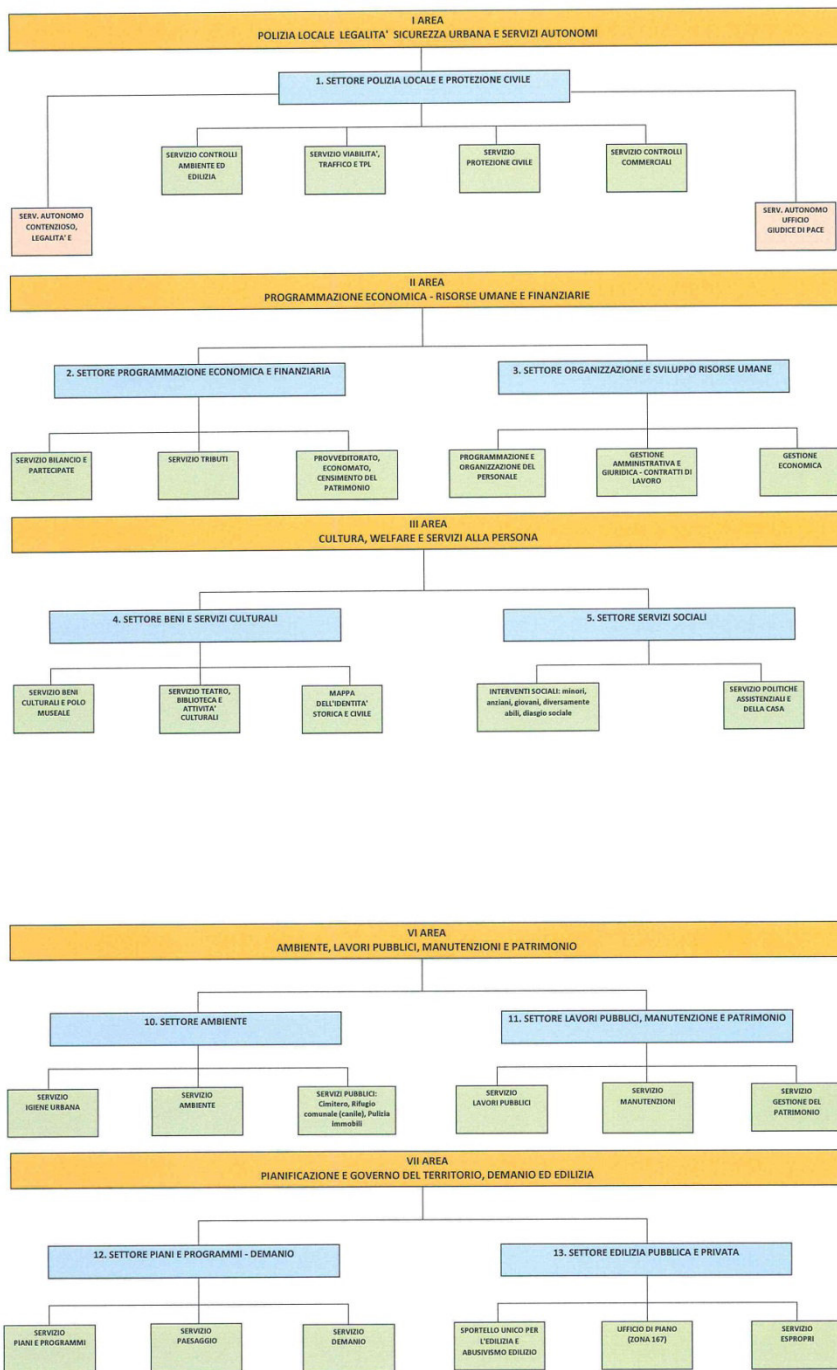 I AREA
POLIZIA LOCALE LEGALITA' SICUREZZA URBANA E SERVIZI AUTONOMI
1. SETTORE POLIZIA LOCALE E PROTEZIONE CIVILE
SERVIZIO CONTROLLI
AMBIENTE ED
EDILIZIA
SERVIZIO VIABILITA',
TRAFFICO E TPL
SERVIZIO
PROTEZIONE CIVILE
SERVIZIO CONTROLLI
COMMERCIALI
SERV. AUTONOMO
CONTENZIOSO,
LEGALITA' E
SERV. AUTONOMO
UFFICIO
GIUDICE DI PACE
II AREA
PROGRAMMAZIONE ECONOMICA - RISORSE UMANE E FINANZIARIE
2. SETTORE PROGRAMMAZIONE ECONOMICA E FINANZIARIA
3. SETTORE ORGANIZZAZIONE E SVILUPPO RISORSE UMANE
SERVIZIO BILANCIO E
PARTECIPATE
SERVIZIO TRIBUTI
PROVVEDITORATO,
ECONOMATO,
CENSIMENTO DEL
PATRIMONIO
PROGRAMMAZIONE E
ORGANIZZAZIONE DEL
PERSONALE
GESTIONE
AMMINISTRATIVA E
GIURIDICA - CONTRATTI DI
LAVORO
GESTIONE
ECONOMICA
III AREA
CULTURA, WELFARE E SERVIZI ALLA PERSONA
4. SETTORE BENI E SERVIZI CULTURALI
5. SETTORE SERVIZI SOCIALI
SERVIZIO BENI
CULTURALI E POLO
MUSEALE
SERVIZIO TEATRO,
BIBLIOTECA E
ATTIVITA'
CULTURALI
MAPPA
DELL'IDENTITA'
STORICA E CIVILE
INTERVENTI SOCIALI: minori,
anziani, giovani, diversamente
abili, diasgio sociale
SERVIZIO POLITICHE
ASSISTENZIALI E
DELLA CASA
VI AREA
AMBIENTE, LAVORI PUBBLICI, MANUTENZIONI E PATRIMONIO
10. SETTORE AMBIENTE
11. SETTORE LAVORI PUBBLICI, MANUTENZIONE E PATRIMONIO
SERVIZIO
IGIENE URBANA
SERVIZIO
AMBIENTE
SERVIZI PUBBLICI:
Cimitero, Rifugio
comunale (canile), Pulizia
immobili
SERVIZIO
LAVORI PUBBLICI
SERVIZIO
MANUTENZIONI
SERVIZIO
GESTIONE DEL
PATRIMONIO
VII AREA
PIANIFICAZIONE E GOVERNO DEL TERRITORIO, DEMANIO ED EDILIZIA
12. SETTORE PIANI E PROGRAMMI - DEMANIO
13. SETTORE EDILIZIA PUBBLICA E PRIVATA
SERVIZIO
PIANI E PROGRAMMI
SERVIZIO
PAESAGGIO
SERVIZIO
DEMANIO
SPORTELLO UNICO PER
L'EDILIZIA E
ABUSIVISMO EDILIZIO
UFFICIO DI PIANO
(ZONA 167)
SERVIZIO
ESPROPRI